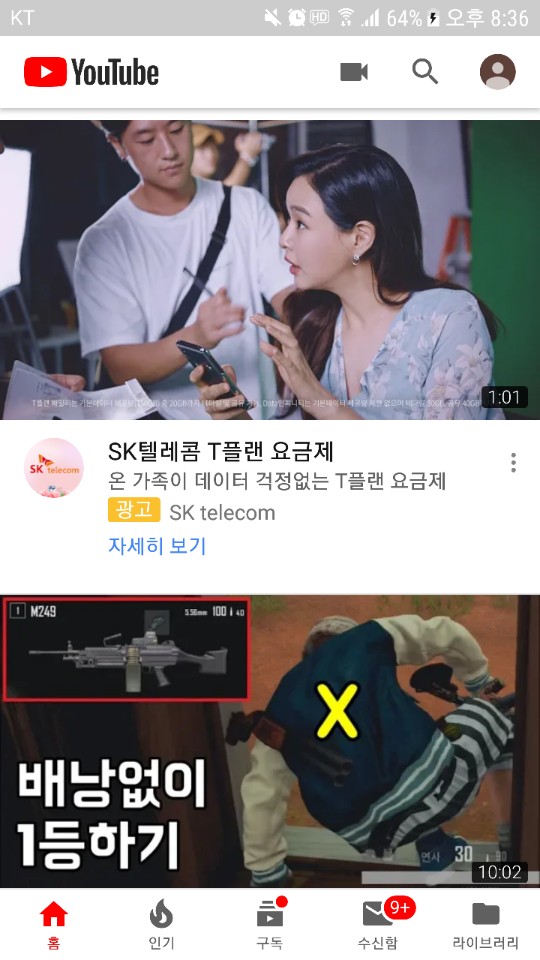 KT
HD
64%
오후 8:36
YouTube
1:01
SK텔레콤 T플랜 요금제
온 가족이 데이터 걱정없는 T플랜 요금제
SK telecom
광고 SK telecom
자세히 보기
1 M249
5.56mm 100
배낭없이
1등하기
X
연사 30
90
10:02
홈
인기
구독
9+
수신함
라이브러리